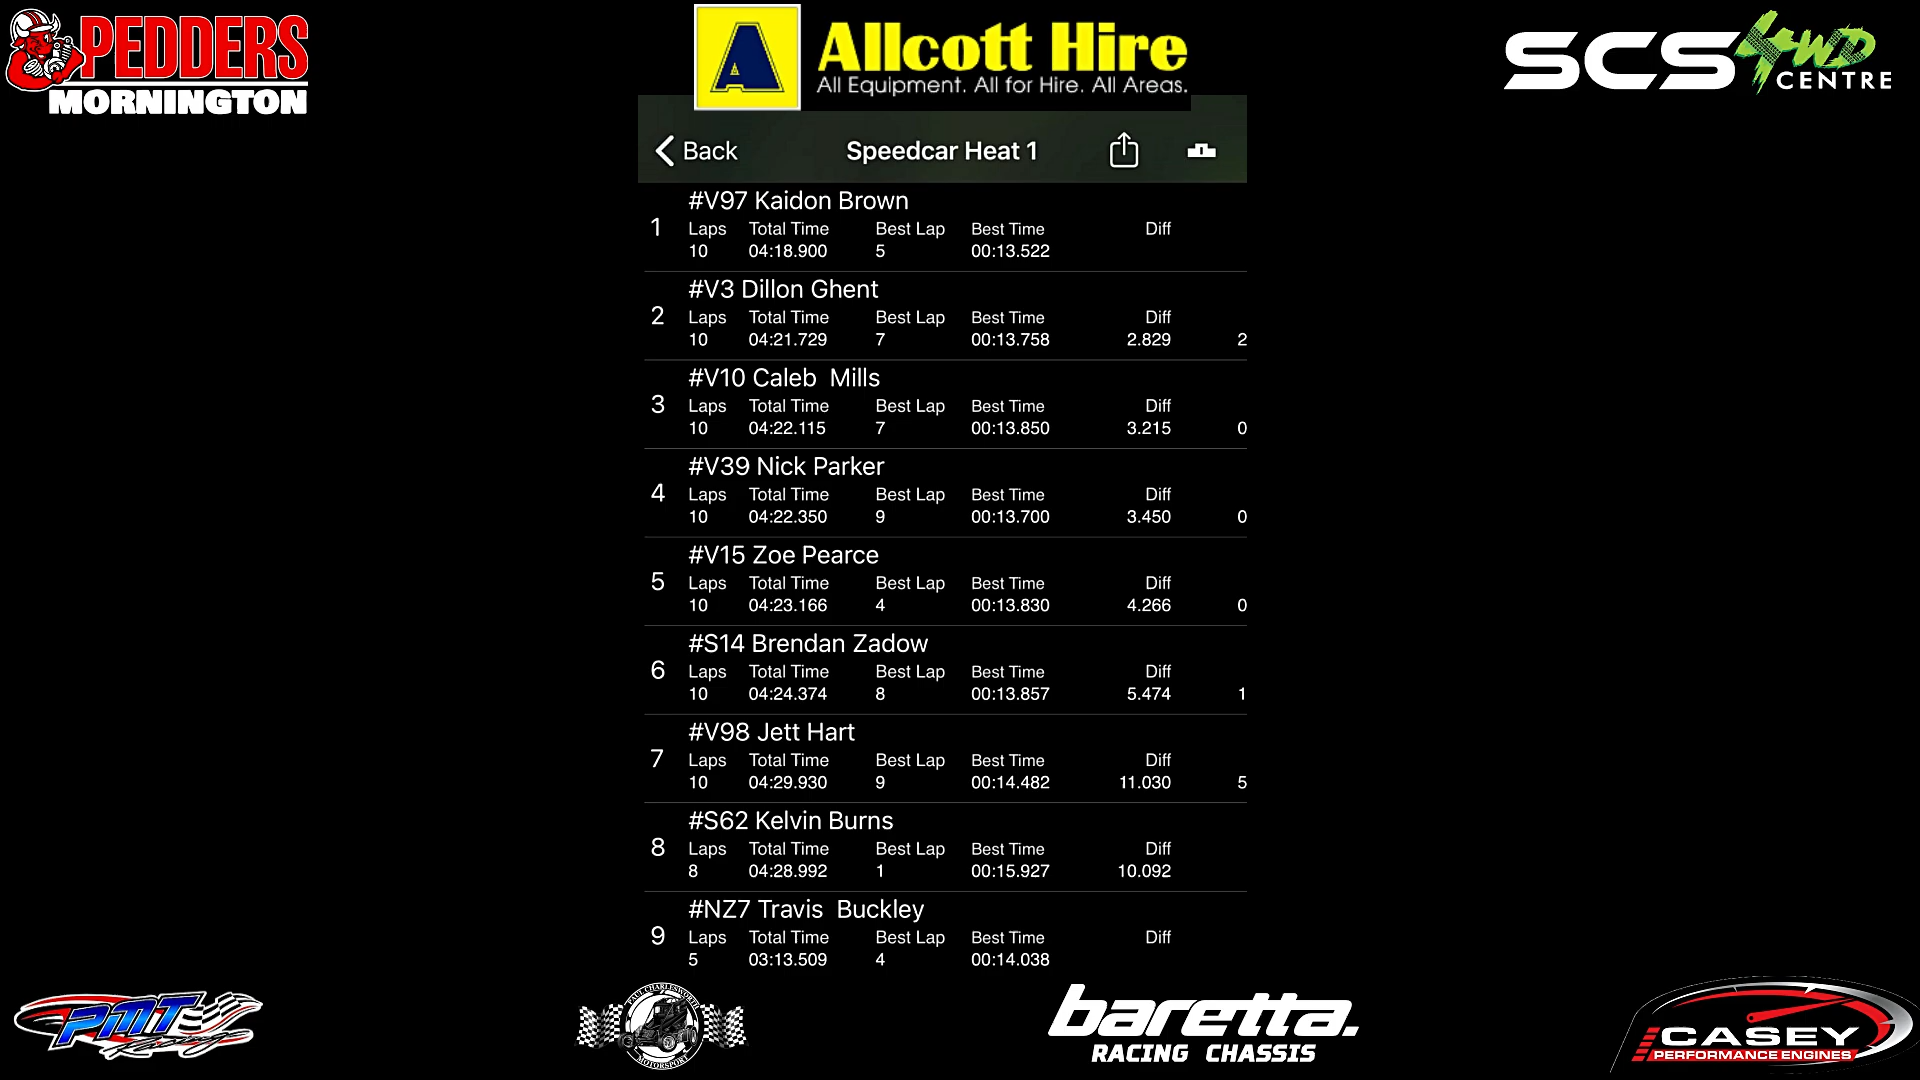 PEDDERS
MORNINGTON
A Allcott Hire
All Equipment. All for Hire. All Areas.
SCS 4WD
CENTRE
Back Speedcar Heat 1
#V97 Kaidon Brown
1 Laps Total Time Best Lap Best Time Diff
10 04:18.900 5 00:13.522
#V3 Dillon Ghent
2 Laps Total Time Best Lap Best Time Diff
10 04:21.729 7 00:13.758 2.829 2
#V10 Caleb  Mills
3 Laps Total Time Best Lap Best Time Diff
10 04:22.115 7 00:13.850 3.215 0
#V39 Nick Parker
4 Laps Total Time Best Lap Best Time Diff
10 04:22.350 9 00:13.700 3.450 0
#V15 Zoe Pearce
5 Laps Total Time Best Lap Best Time Diff
10 04:23.166 4 00:13.830 4.266 0
#S14 Brendan Zadow
6 Laps Total Time Best Lap Best Time Diff
10 04:24.374 8 00:13.857 5.474 1
#V98 Jett Hart
7 Laps Total Time Best Lap Best Time Diff
10 04:29.930 9 00:14.482 11.030 5
#S62 Kelvin Burns
8 Laps Total Time Best Lap Best Time Diff
8 04:28.992 1 00:15.927 10.092
#NZ7 Travis  Buckley
9 Laps Total Time Best Lap Best Time Diff
5 03:13.509 4 00:14.038
PMT
Racing
PAUL CHARLESWORTH
MOTORSPORT
baretta.
RACING CHASSIS
CASEY
PERFORMANCE ENGINES